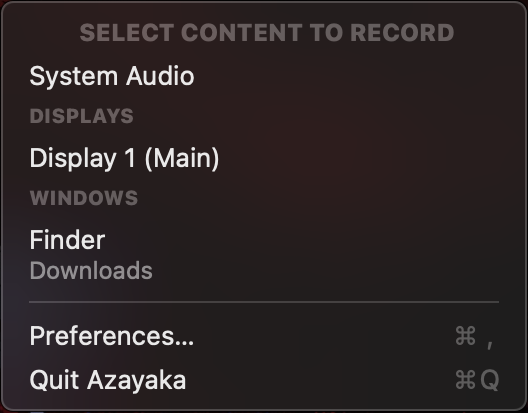 SELECT CONTENT TO RECORD
System Audio
DISPLAYS
Display 1 (Main)
WINDOWS
Finder
Downloads
Preferences... ⌘ ,
Quit Azayaka ⌘Q